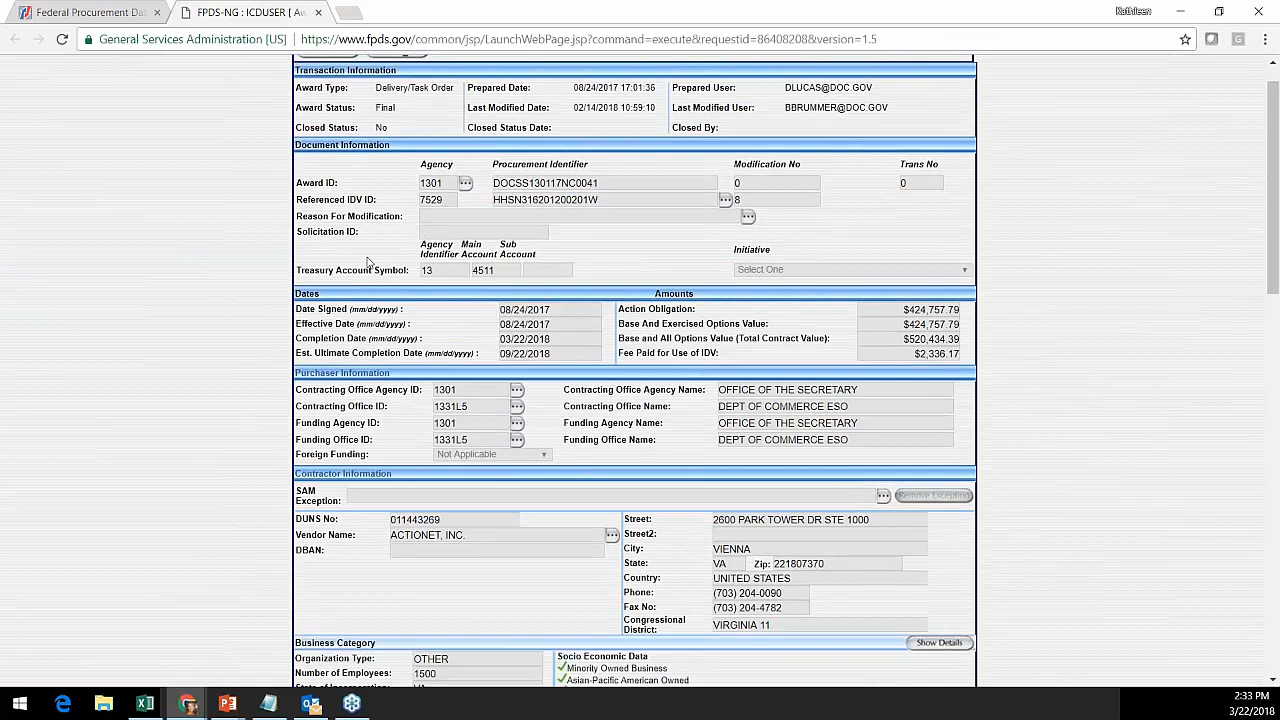 Federal Procurement Dat × FPDS-NG : ICDUSER [ Aw × Kathleen
General Services Administration [US] https://www.fpds.gov/common/jsp/LaunchWebPage.jsp?command=execute&requestid=86408208&version=1.5
Transaction Information
Award Type: Delivery/Task Order Prepared Date: 08/24/2017 17:01:36 Prepared User: DLUCAS@DOC.GOV
Award Status: Final Last Modified Date: 02/14/2018 10:59:10 Last Modified User: BBRUMMER@DOC.GOV
Closed Status: No Closed Status Date: Closed By:
Document Information
Agency Procurement Identifier Modification No Trans No
Award ID: 1301 DOCSS130117NC0041 0 0
Referenced IDV ID: 7529 HHSN316201200201W 8
Reason For Modification:
Solicitation ID:
Agency Main Sub
Identifier Account Account Initiative
Treasury Account Symbol: 13 4511 Select One
Dates Amounts
Date Signed (mm/dd/yyyy) : 08/24/2017 Action Obligation: $424,757.79
Effective Date (mm/dd/yyyy) : 08/24/2017 Base And Exercised Options Value: $424,757.79
Completion Date (mm/dd/yyyy) : 03/22/2018 Base and All Options Value (Total Contract Value): $520,434.39
Est. Ultimate Completion Date (mm/dd/yyyy) : 09/22/2018 Fee Paid for Use of IDV: $2,336.17
Purchaser Information
Contracting Office Agency ID: 1301 Contracting Office Agency Name: OFFICE OF THE SECRETARY
Contracting Office ID: 1331L5 Contracting Office Name: DEPT OF COMMERCE ESO
Funding Agency ID: 1301 Funding Agency Name: OFFICE OF THE SECRETARY
Funding Office ID: 1331L5 Funding Office Name: DEPT OF COMMERCE ESO
Foreign Funding: Not Applicable
Contractor Information
SAM
Exception: Remove Exception
DUNS No: 011443269 Street: 2600 PARK TOWER DR STE 1000
Vendor Name: ACTIONET, INC. Street2:
DBAN: City: VIENNA
State: VA Zip: 221807370
Country: UNITED STATES
Phone: (703) 204-0090
Fax No: (703) 204-4782
Congressional
District: VIRGINIA 11
Business Category Show Details
Organization Type: OTHER Socio Economic Data
Number of Employees: 1500 Minority Owned Business
Asian-Pacific American Owned
2:33 PM
3/22/2018